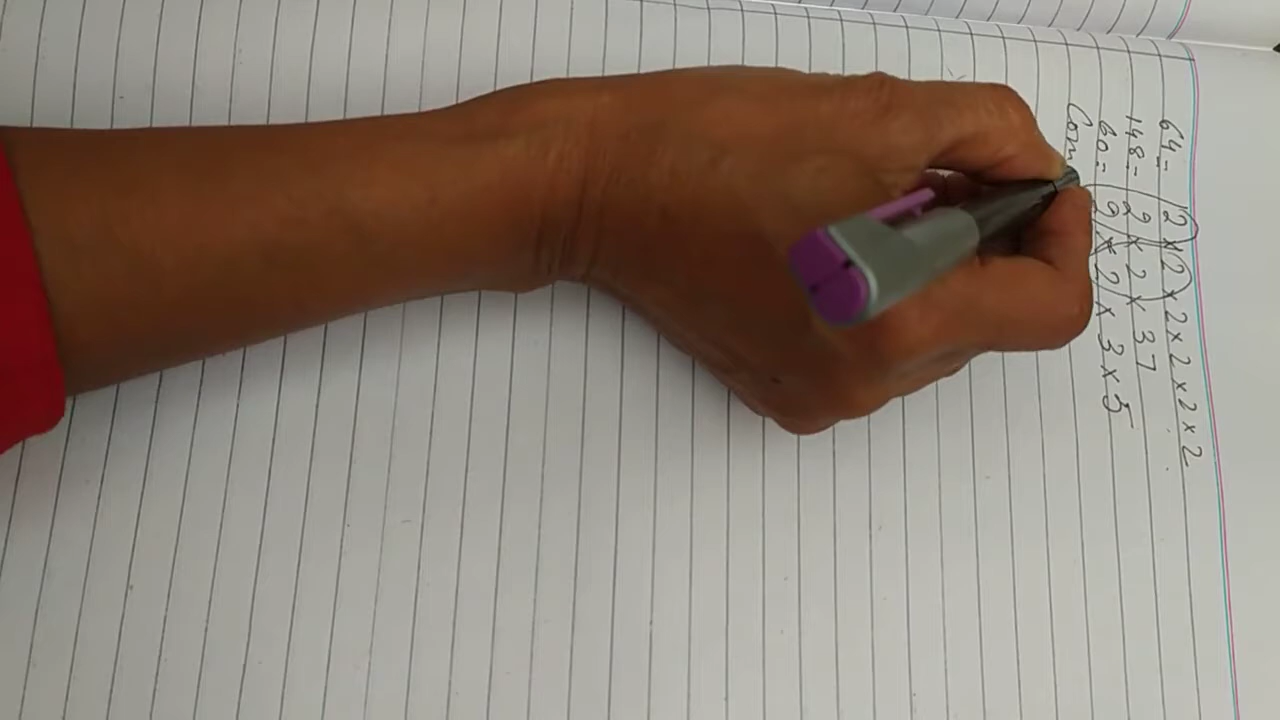 64= 2 x 2 x 2 x 2 x 2 x 2
148= 2 x 2 x 37
60= 2 x 2 x 3 x 5
Com